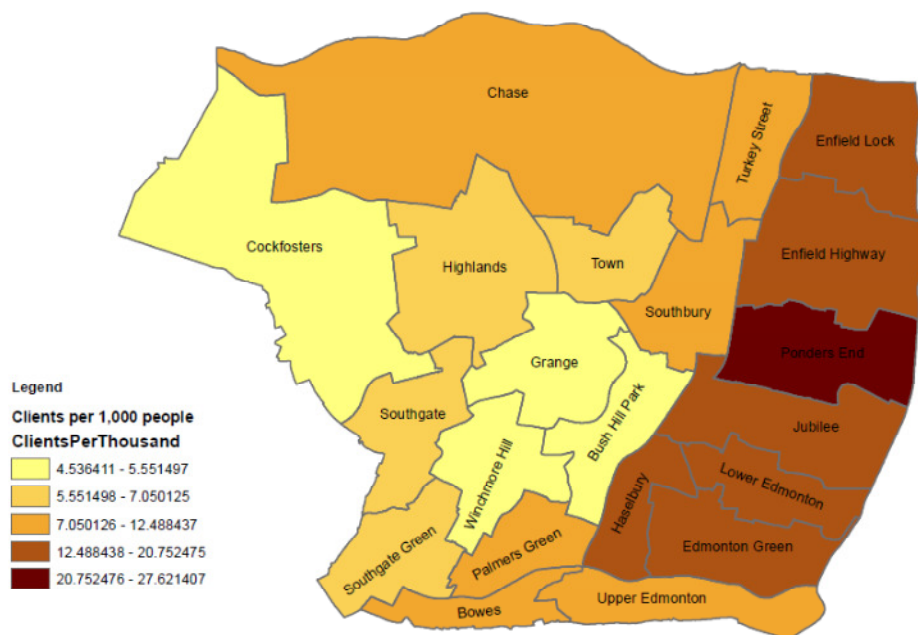 Chase
Turkey Street
Enfield Lock
Cockfosters
Highlands
Town
Enfield Highway
Southbury
Ponders End
Grange
Legend
Clients per 1,000 people
ClientsPerThousand
4.536411 - 5.551497
5.551498 - 7.050125
7.050126 - 12.488437
12.488438 - 20.752475
20.752476 - 27.621407
Southgate
Bush Hill Park
Jubilee
Winchmore Hill
Haselbury
Lower Edmonton
Edmonton Green
Southgate Green
Palmers Green
Bowes
Upper Edmonton